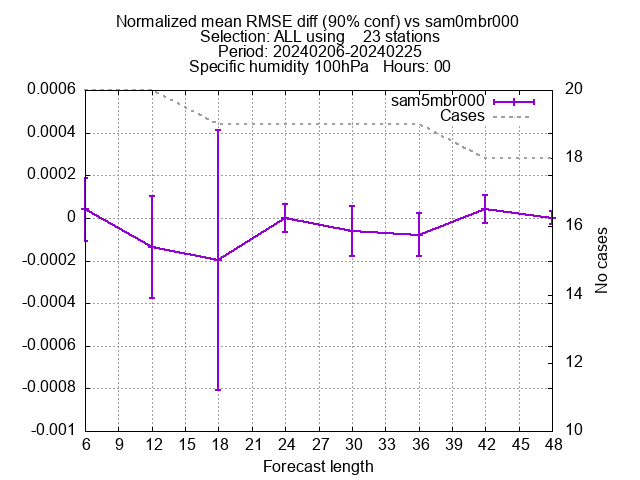 Normalized mean RMSE diff (90% conf) vs sam0mbr000
Selection: ALL using    23 stations
Period: 20240206-20240225
Specific humidity 100hPa   Hours: 00
sam5mbr000
Cases
0.0006
0.0004
0.0002
0
-0.0002
-0.0004
-0.0006
-0.0008
-0.001
20
18
16
14
12
10
No cases
6 9 12 15 18 21 24 27 30 33 36 39 42 45 48
Forecast length